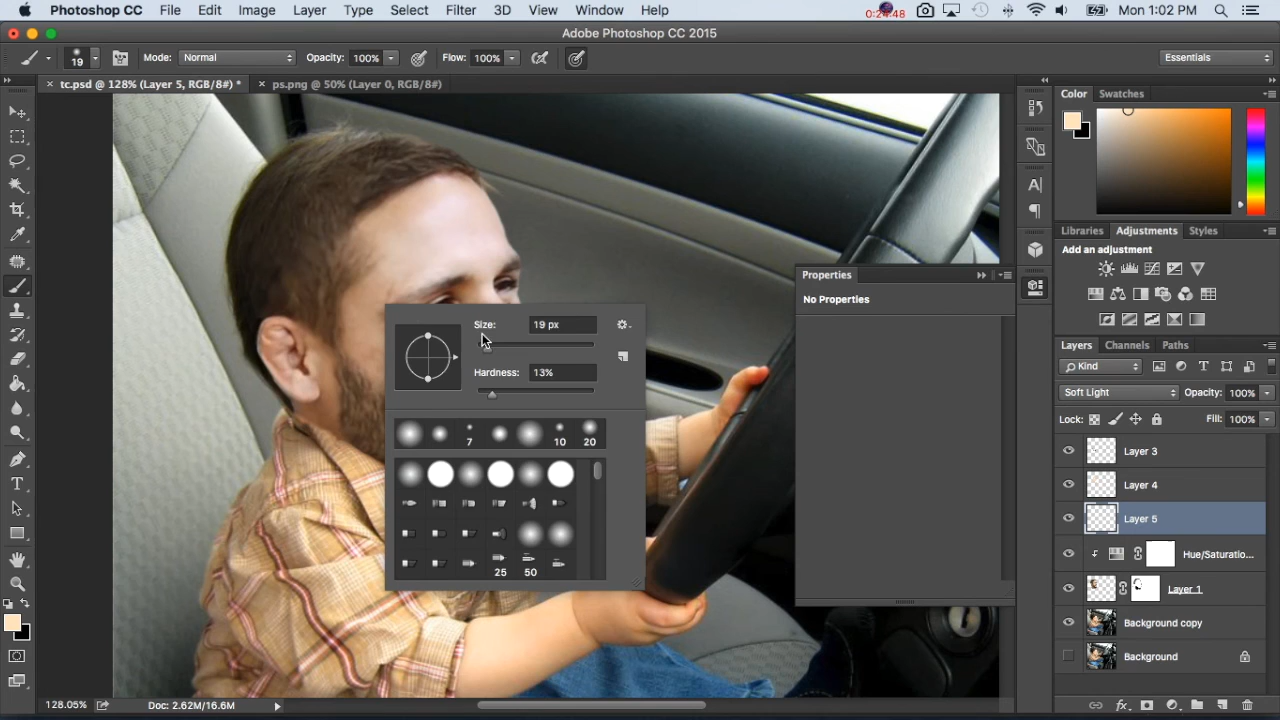 Photoshop CC File Edit Image Layer Type Select Filter 3D View Window Help 0:24:48 Mon 1:02 PM
Adobe Photoshop CC 2015
19 Mode: Normal Opacity: 100% Flow: 100% Essentials
× tc.psd @ 128% (Layer 5, RGB/8#) * × ps.png @ 50% (Layer 0, RGB/8#)
Color Swatches
Libraries Adjustments Styles
Add an adjustment
Properties
No Properties
Size: 19 px
Hardness: 13%
7 10 20
25 50
Layers Channels Paths
Kind
Soft Light Opacity: 100%
Lock: Fill: 100%
Layer 3
Layer 4
Layer 5
Hue/Saturatio...
Layer 1
Background copy
Background
128.05% Doc: 2.62M/16.6M